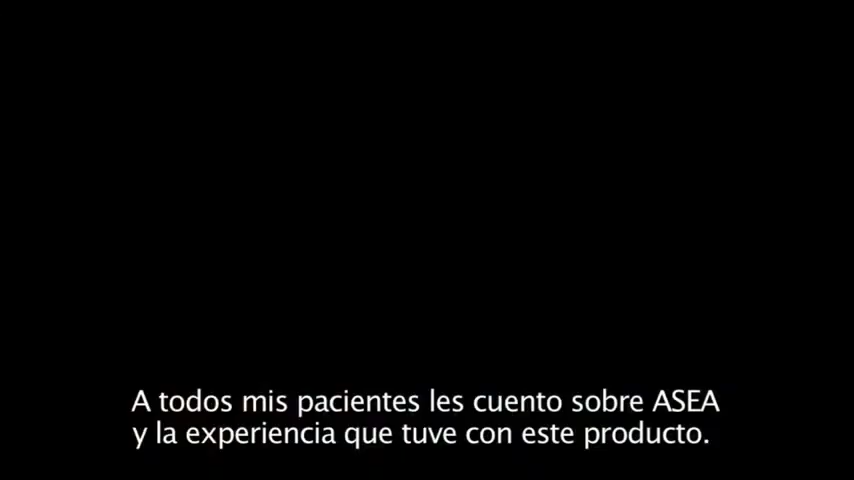 A todos mis pacientes les cuento sobre ASEA
y la experiencia que tuve con este producto.